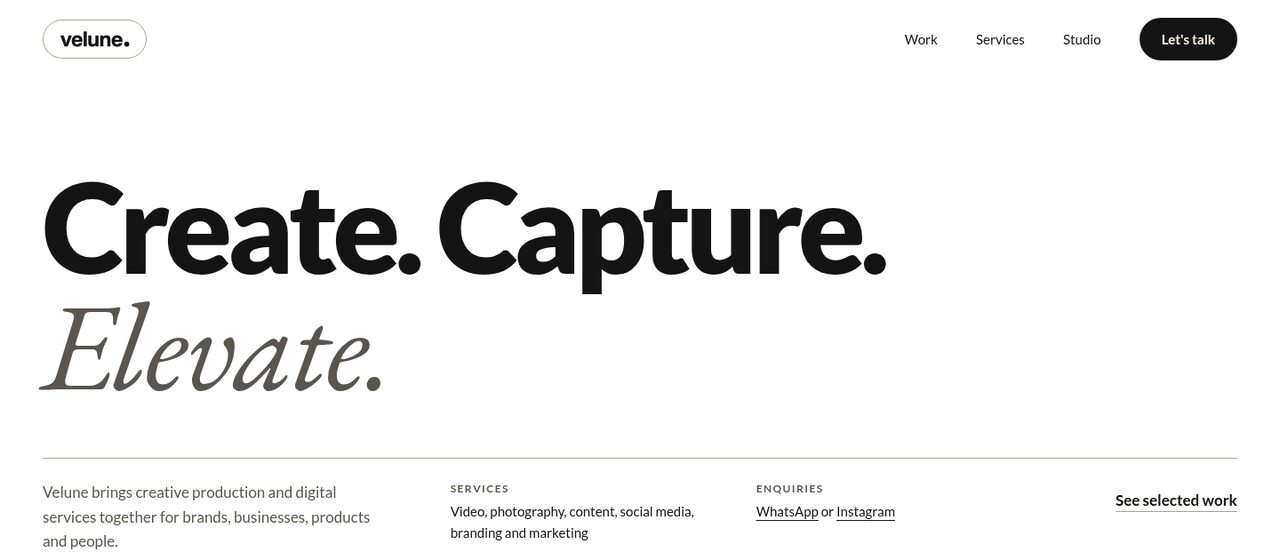 velune.
Work
Services
Studio
Let's talk
Create. Capture.
Elevate.
Velune brings creative production and digital
services together for brands, businesses, products
and people.
SERVICES
Video, photography, content, social media,
branding and marketing
ENQUIRIES
WhatsApp or Instagram
See selected work